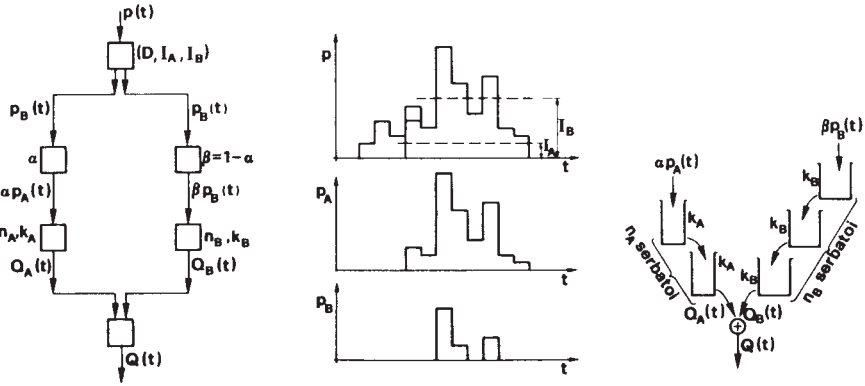 p(t)
(D, I_A, I_B)
p_B(t)
p_B(t)
α
β=1-α
αp_A(t)
βp_B(t)
n_A,k_A
n_B,k_B
Q_A(t)
Q_B(t)
Q(t)
p
I_B
I_A
t
p_A
t
p_B
t
βp_B(t)
αp_A(t)
k_B
k_A
k_B
k_A
k_B
n_A serbatoi
n_B serbatoi
Q_A(t)
Q_B(t)
+
Q(t)